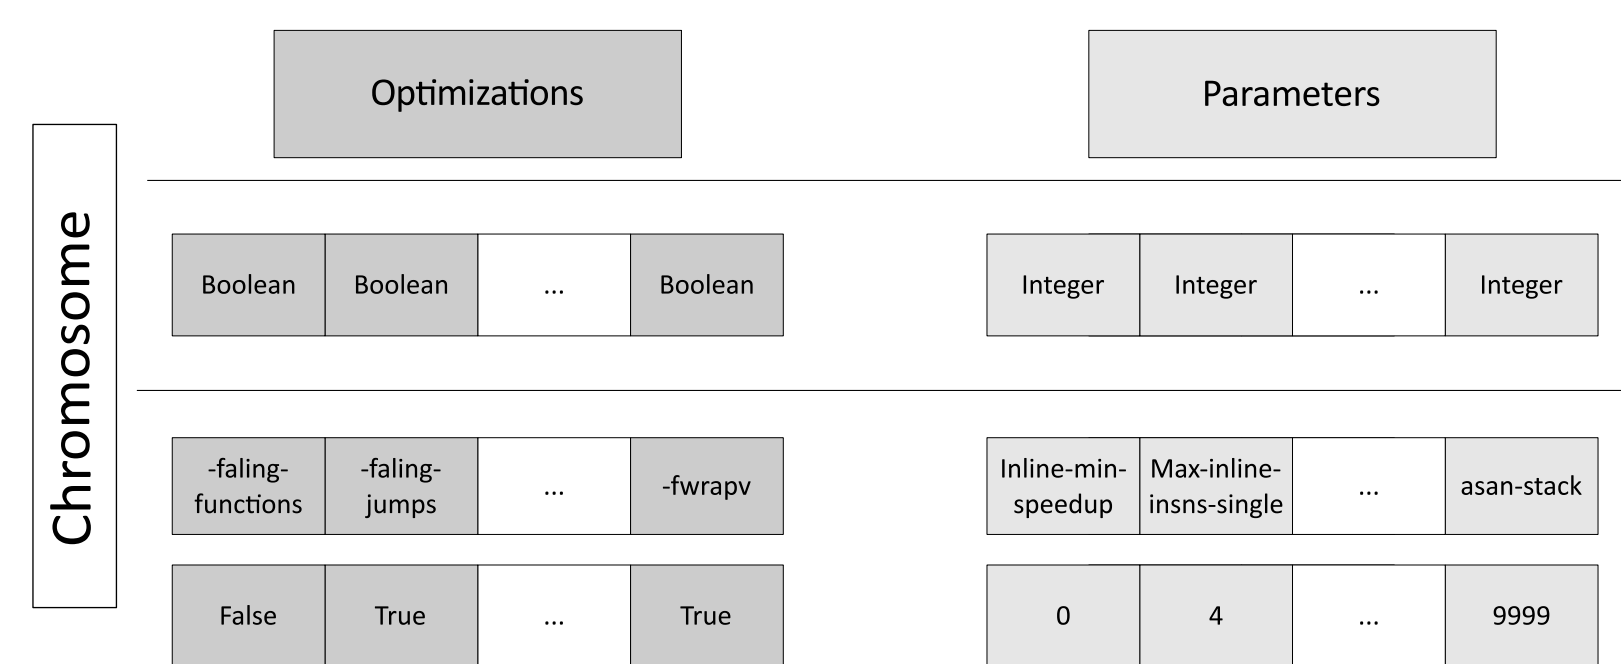 Optimizations
Parameters
Chromosome
Boolean
Boolean
...
Boolean
Integer
Integer
...
Integer
-faling-
functions
-faling-
jumps
...
-fwrapv
Inline-min-
speedup
Max-inline-
insns-single
...
asan-stack
False
True
...
True
0
4
...
9999